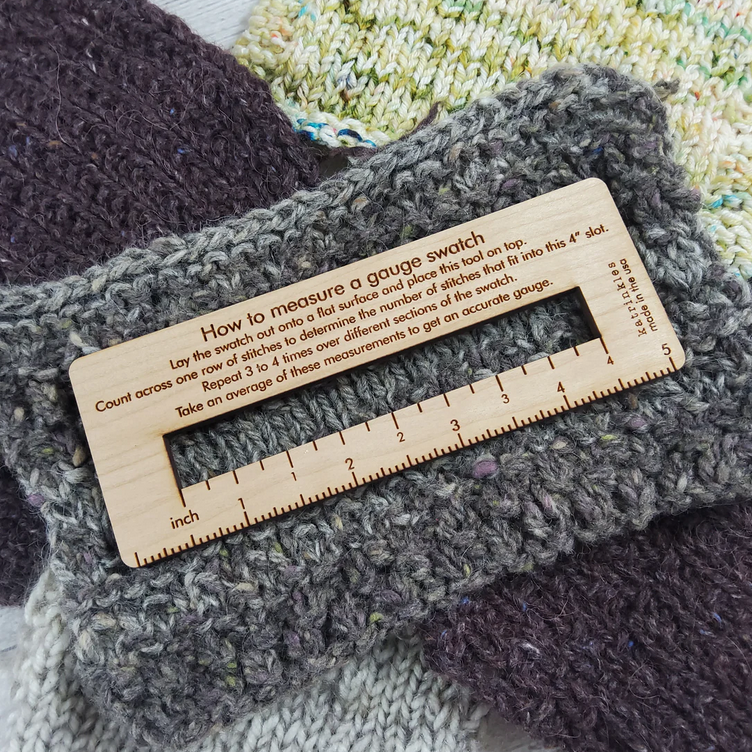 How to measure a gauge swatch
Lay the swatch out onto a flat surface and place this tool on top.
Count across one row of stitches to determine the number of stitches that fit into this 4" slot.
Repeat 3 to 4 times over different sections of the swatch.
Take an average of these measurements to get an accurate gauge.
katrinkles
made in the usa
1 2 3 4
inch 1 2 3 4 5